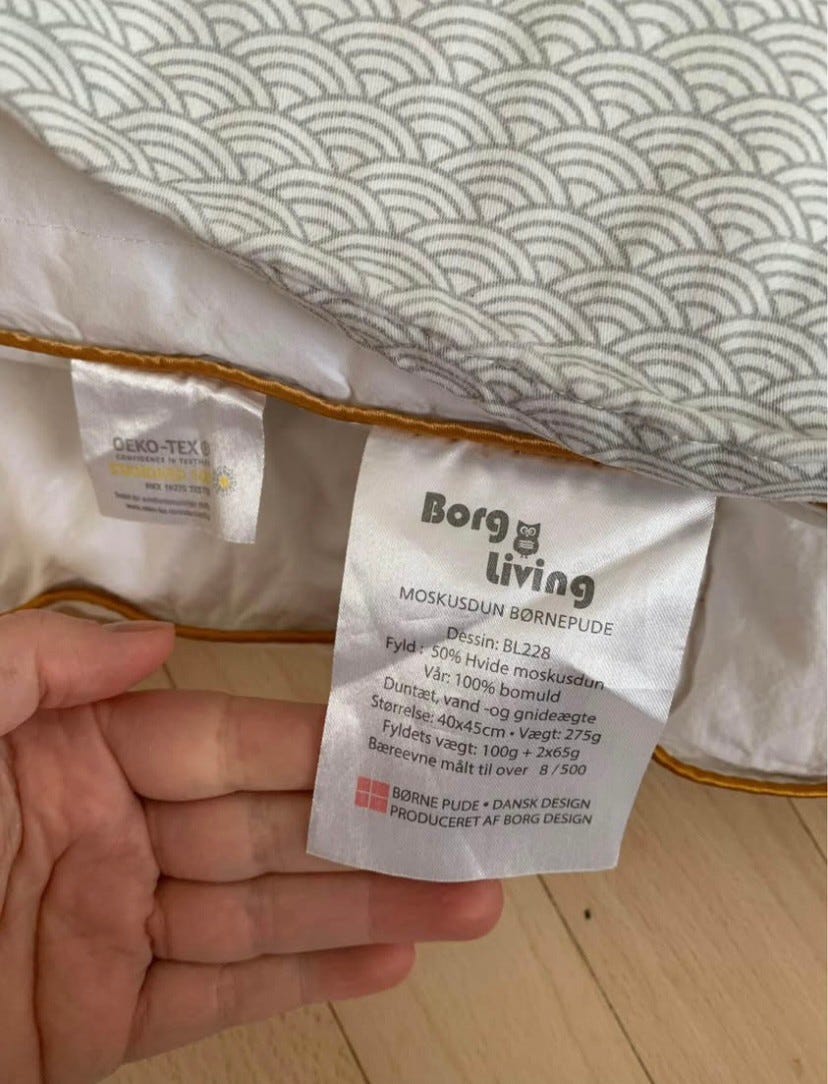 OEKO-TEX®
CONFIDENCE IN TEXTILES
STANDARD 100
Borg
Living
MOSKUSDUN BØRNEPUDE
Dessin: BL228
Fyld : 50% Hvide moskusdun
Vår: 100% bomuld
Duntæt, vand -og gnideægte
Størrelse: 40x45cm • Vægt: 275g
Fyldets vægt: 100g + 2x65g
Bæreevne målt til over 8 /500
BØRNE PUDE • DANSK DESIGN
PRODUCERET AF BORG DESIGN